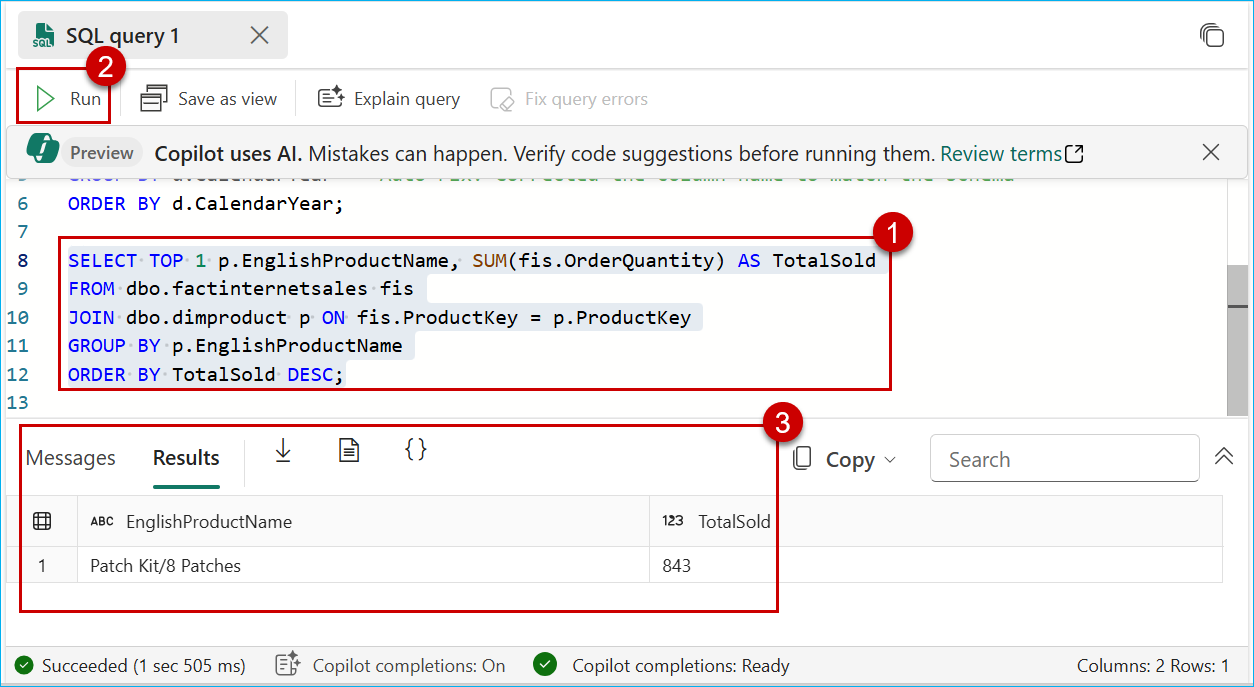 SQL SQL query 1
2
Run Save as view Explain query Fix query errors
Preview Copilot uses AI. Mistakes can happen. Verify code suggestions before running them. Review terms
6 ORDER BY d.CalendarYear;
7
1
8 SELECT TOP 1 p.EnglishProductName, SUM(fis.OrderQuantity) AS TotalSold
9 FROM dbo.factinternetsales fis
10 JOIN dbo.dimproduct p ON fis.ProductKey = p.ProductKey
11 GROUP BY p.EnglishProductName
12 ORDER BY TotalSold DESC;
13
3
Messages Results {} Copy Search
ABC EnglishProductName 123 TotalSold
1 Patch Kit/8 Patches 843
Succeeded (1 sec 505 ms) Copilot completions: On Copilot completions: Ready Columns: 2 Rows: 1